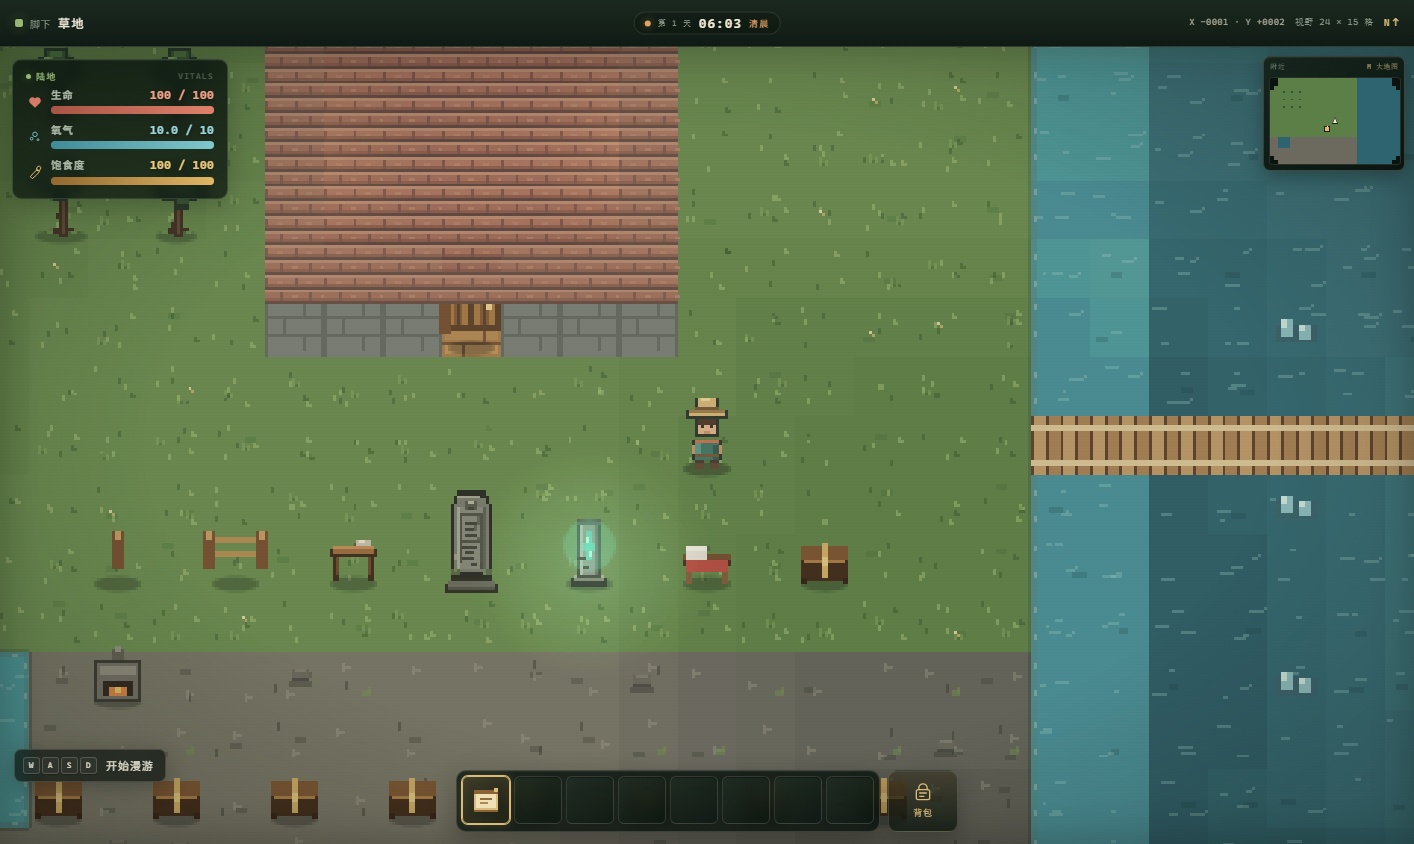 脚下 草地
第 1 天 06:03 清晨
X -0001 · Y +0002 视野 24 × 15 格 N↑
陆地 VITALS
生命 100 / 100
氧气 10.0 / 10
饱食度 100 / 100
附近 M 大地图
W A S D 开始漫游
背包